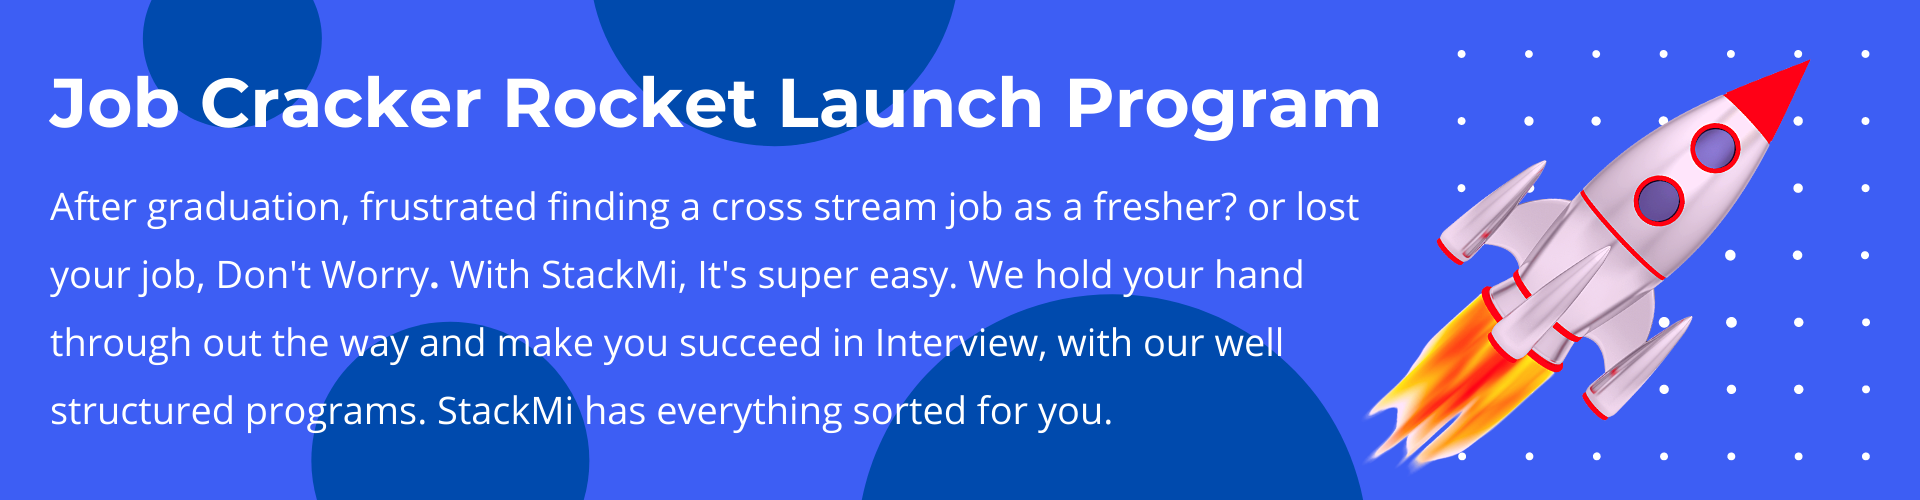 Job Cracker Rocket Launch Program
After graduation, frustrated finding a cross stream job as a fresher? or lost
your job, Don't Worry. With StackMi, It's super easy. We hold your hand
through out the way and make you succeed in Interview, with our well
structured programs. StackMi has everything sorted for you.